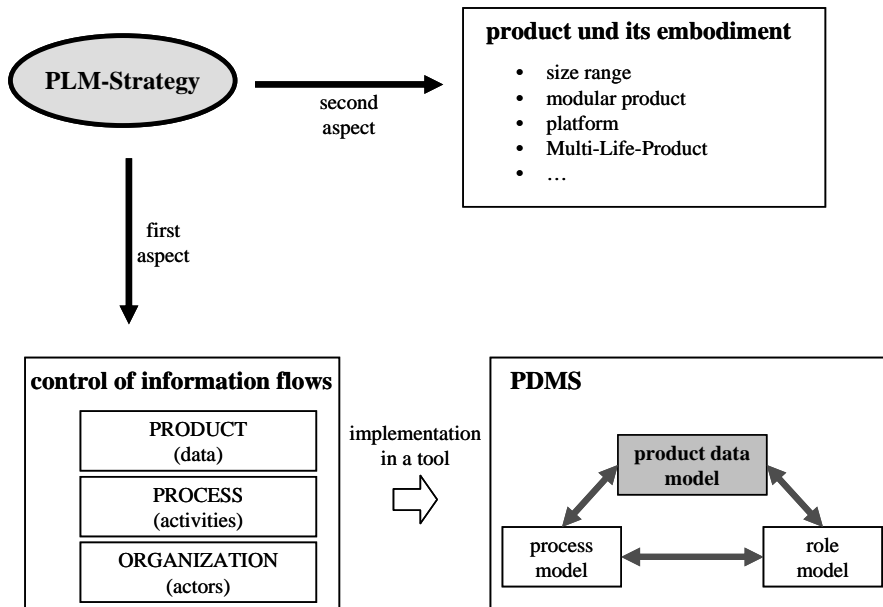 PLM-Strategy
second
aspect
product und its embodiment
• size range
• modular product
• platform
• Multi-Life-Product
• …
first
aspect
control of information flows
PRODUCT
(data)
PROCESS
(activities)
ORGANIZATION
(actors)
implementation
in a tool
PDMS
product data
model
process
model
role
model